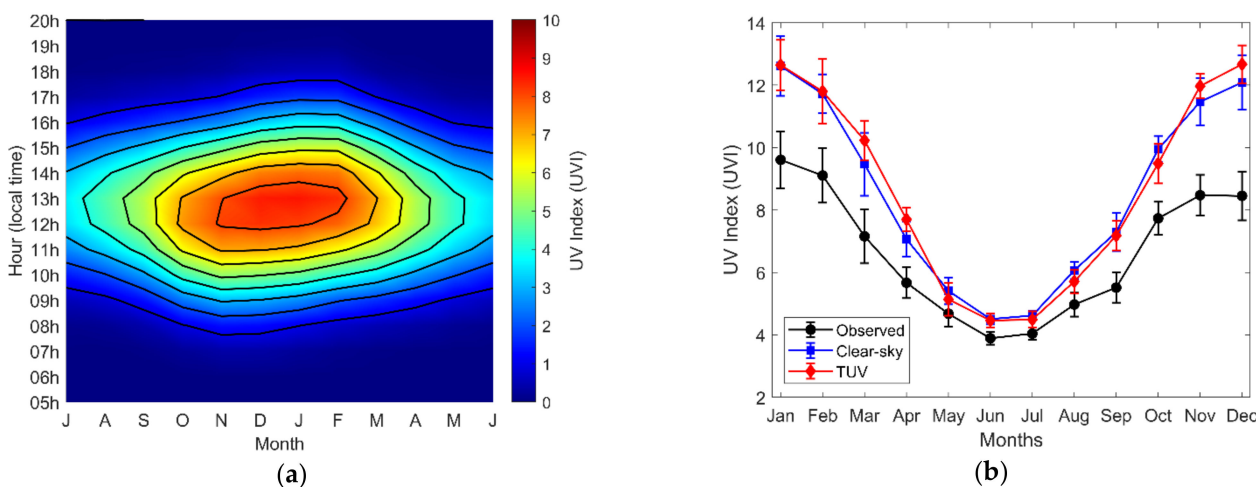 20h
19h
18h
17h
16h
15h
14h
13h
12h
11h
10h
09h
08h
07h
06h
05h
Hour (local time)
J A S O N D J F M A M J
Month
10
9
8
7
6
5
4
3
2
1
0
UV Index (UVI)
(a)
14
12
10
8
6
4
2
UV Index (UVI)
Observed
Clear-sky
TUV
Jan Feb Mar Apr May Jun Jul Aug Sep Oct Nov Dec
Months
(b)